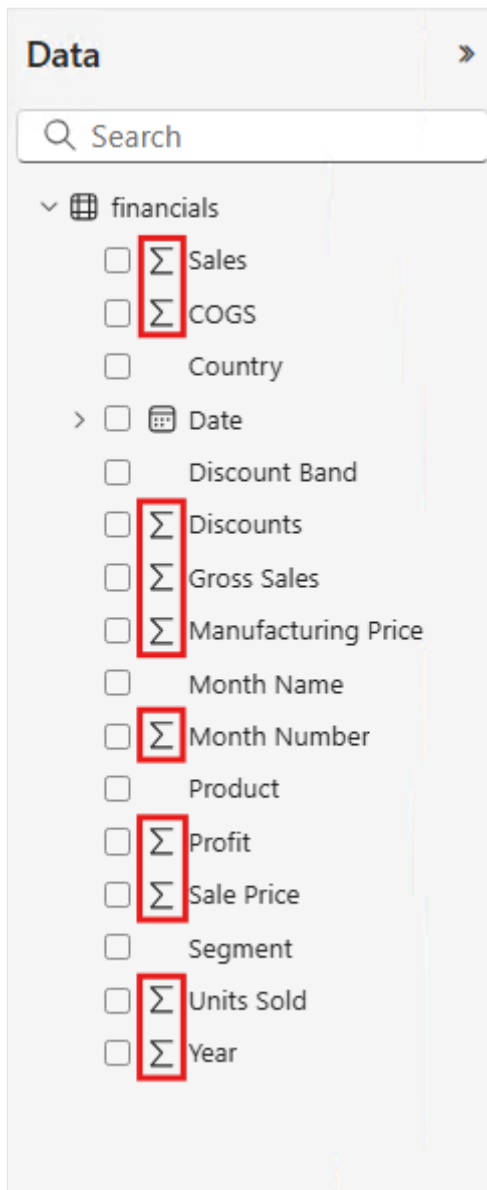 Data
Search
financials
Σ Sales
Σ COGS
Country
Date
Discount Band
Σ Discounts
Σ Gross Sales
Σ Manufacturing Price
Month Name
Σ Month Number
Product
Σ Profit
Σ Sale Price
Segment
Σ Units Sold
Σ Year